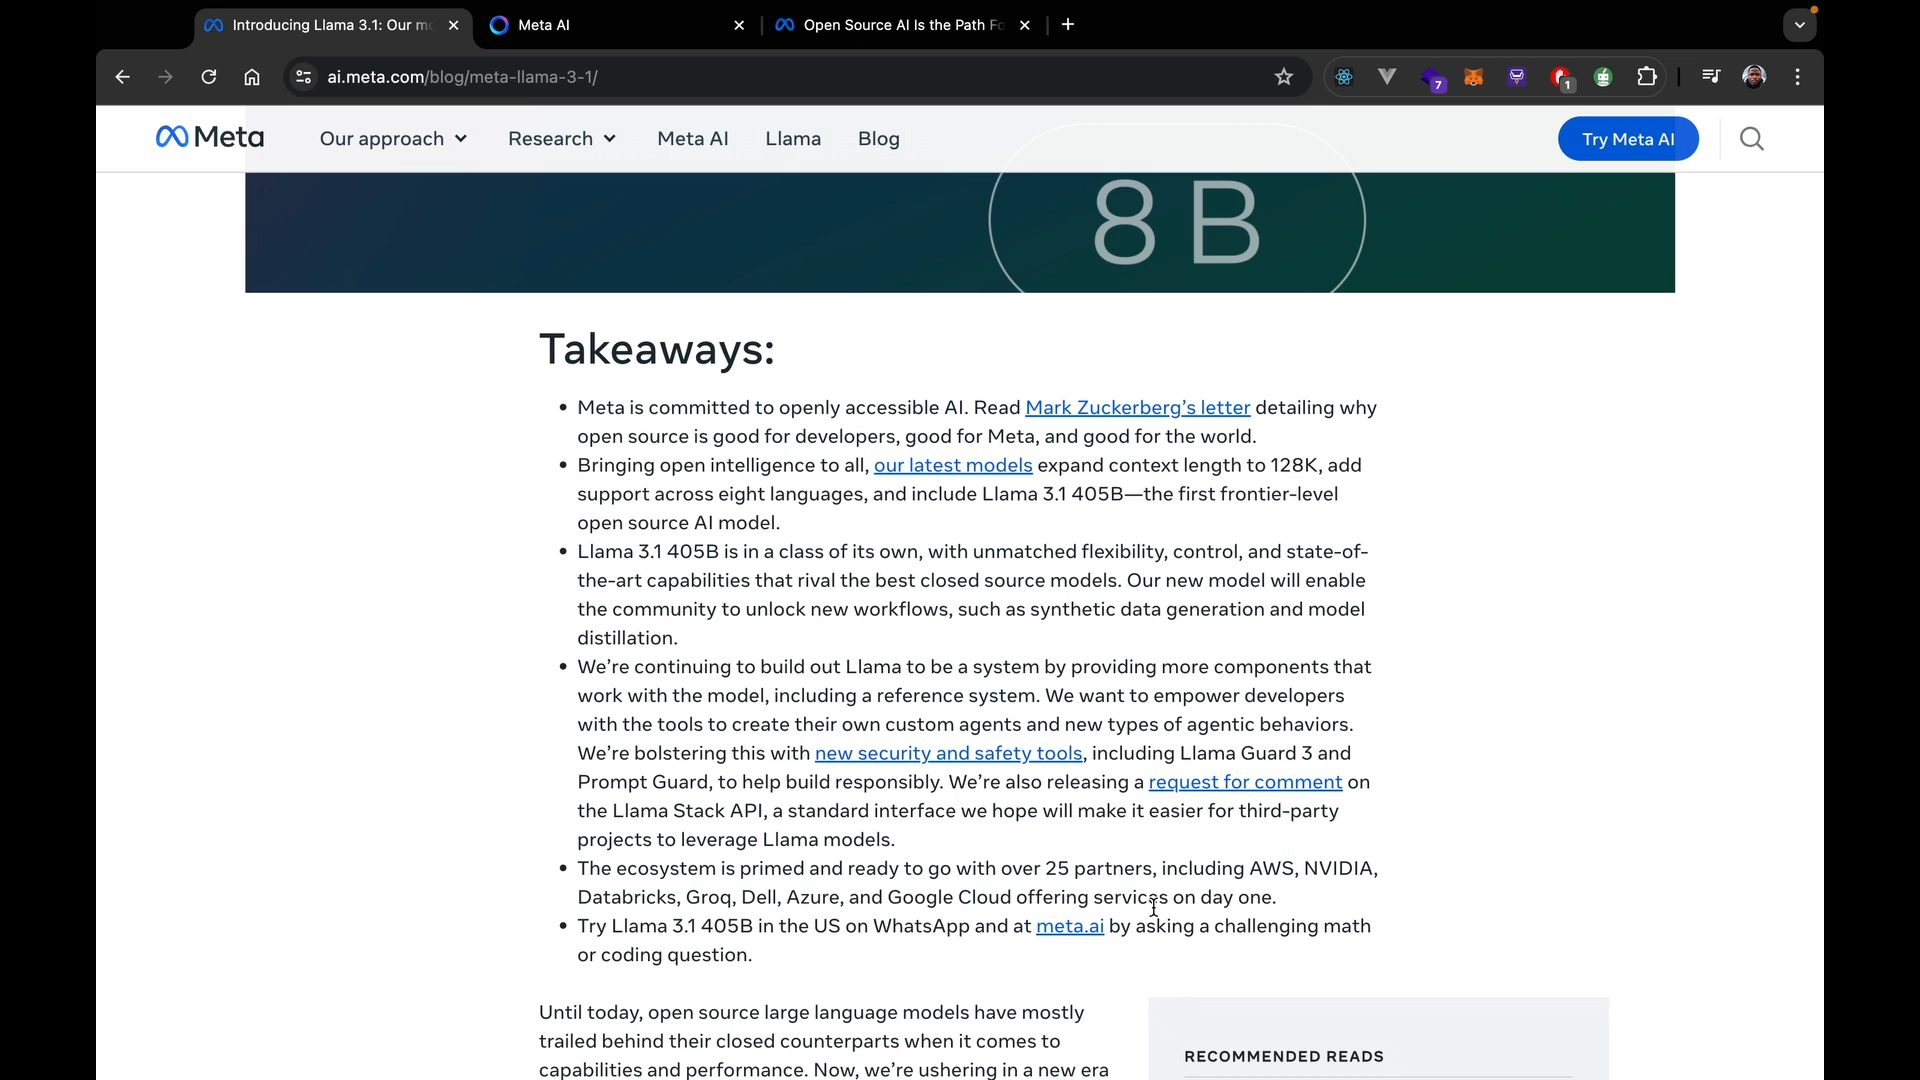 Introducing Llama 3.1: Our m
Meta AI
Open Source AI Is the Path Fo
ai.meta.com/blog/meta-llama-3-1/
7
1
Meta
Our approach
Research
Meta AI
Llama
Blog
Try Meta AI
8B
Takeaways:
• Meta is committed to openly accessible AI. Read Mark Zuckerberg’s letter detailing why
open source is good for developers, good for Meta, and good for the world.
• Bringing open intelligence to all, our latest models expand context length to 128K, add
support across eight languages, and include Llama 3.1 405B—the first frontier-level
open source AI model.
• Llama 3.1 405B is in a class of its own, with unmatched flexibility, control, and state-of-
the-art capabilities that rival the best closed source models. Our new model will enable
the community to unlock new workflows, such as synthetic data generation and model
distillation.
• We’re continuing to build out Llama to be a system by providing more components that
work with the model, including a reference system. We want to empower developers
with the tools to create their own custom agents and new types of agentic behaviors.
We’re bolstering this with new security and safety tools, including Llama Guard 3 and
Prompt Guard, to help build responsibly. We’re also releasing a request for comment on
the Llama Stack API, a standard interface we hope will make it easier for third-party
projects to leverage Llama models.
• The ecosystem is primed and ready to go with over 25 partners, including AWS, NVIDIA,
Databricks, Groq, Dell, Azure, and Google Cloud offering services on day one.
• Try Llama 3.1 405B in the US on WhatsApp and at meta.ai by asking a challenging math
or coding question.
Until today, open source large language models have mostly
trailed behind their closed counterparts when it comes to
capabilities and performance. Now, we’re ushering in a new era
RECOMMENDED READS